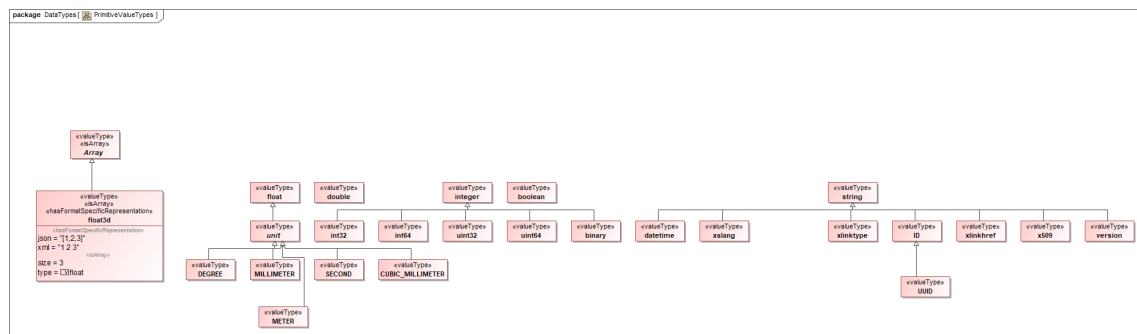 package DataTypes [ PrimitiveValueTypes ]
«valueType»
«isArray»
Array
«valueType»
«isArray»
«hasFormatSpecificRepresentation»
float3d
«hasFormatSpecificRepresentation»
json = "[1,2,3]"
xml = "1 2 3"
«isArray»
size = 3
type = float
«valueType»
float
«valueType»
double
«valueType»
integer
«valueType»
boolean
«valueType»
string
«valueType»
unit
«valueType»
int32
«valueType»
int64
«valueType»
uint32
«valueType»
uint64
«valueType»
binary
«valueType»
datetime
«valueType»
xslang
«valueType»
xlinktype
«valueType»
ID
«valueType»
xlinkhref
«valueType»
x509
«valueType»
version
«valueType»
DEGREE
«valueType»
MILLIMETER
«valueType»
SECOND
«valueType»
CUBIC_MILLIMETER
«valueType»
UUID
«valueType»
METER